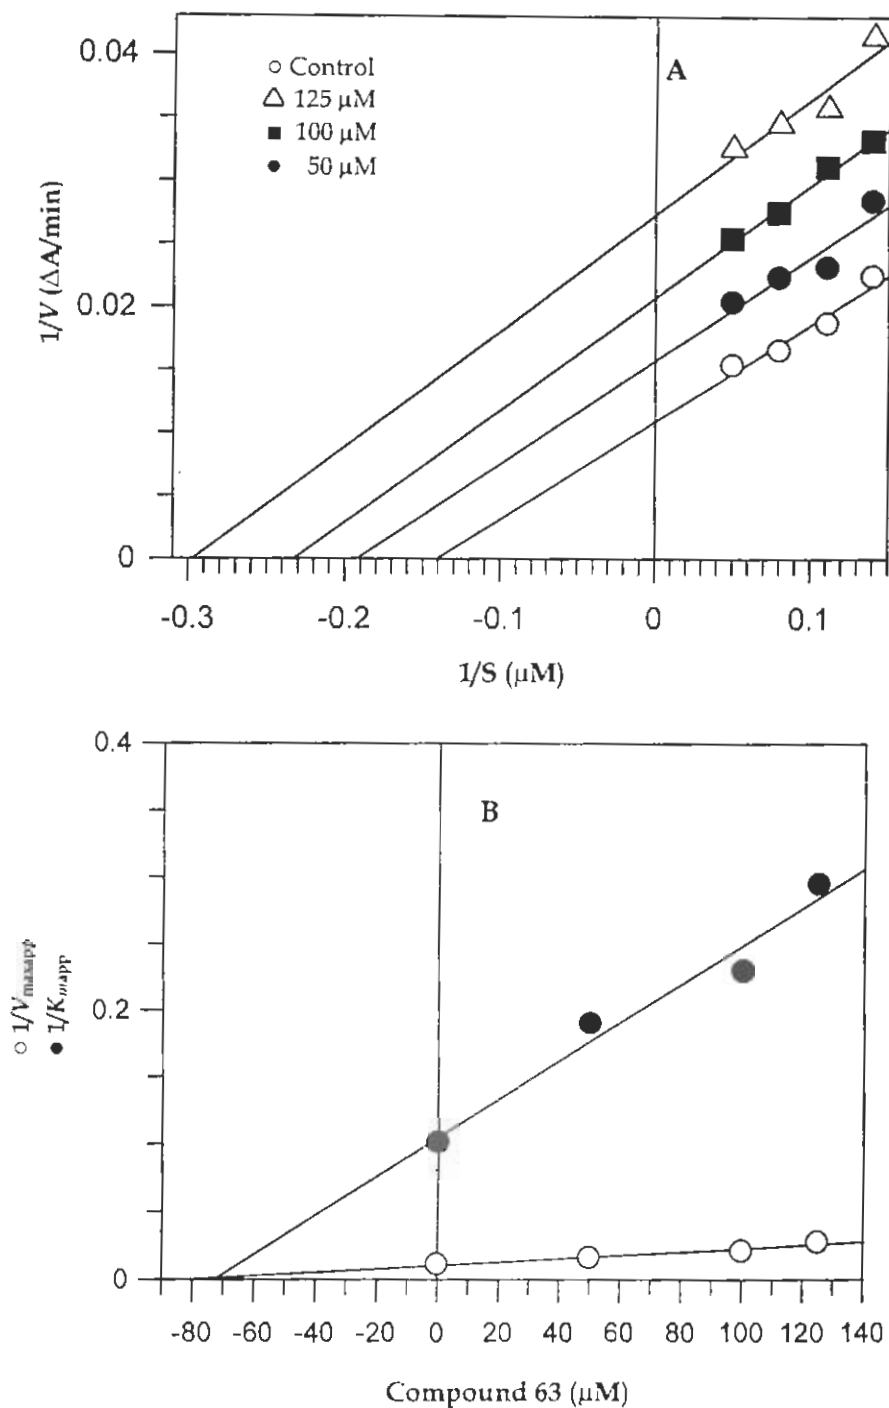 0.04
A
○ Control
△ 125 µM
■ 100 µM
● 50 µM
1/V (ΔA/min)
0.02
0
-0.3 -0.2 -0.1 0 0.1
1/S (µM)
0.4
B
○ 1/Vmaxapp
● 1/Kmapp
0.2
0
-80 -60 -40 -20 0 20 40 60 80 100 120 140
Compound 63 (µM)